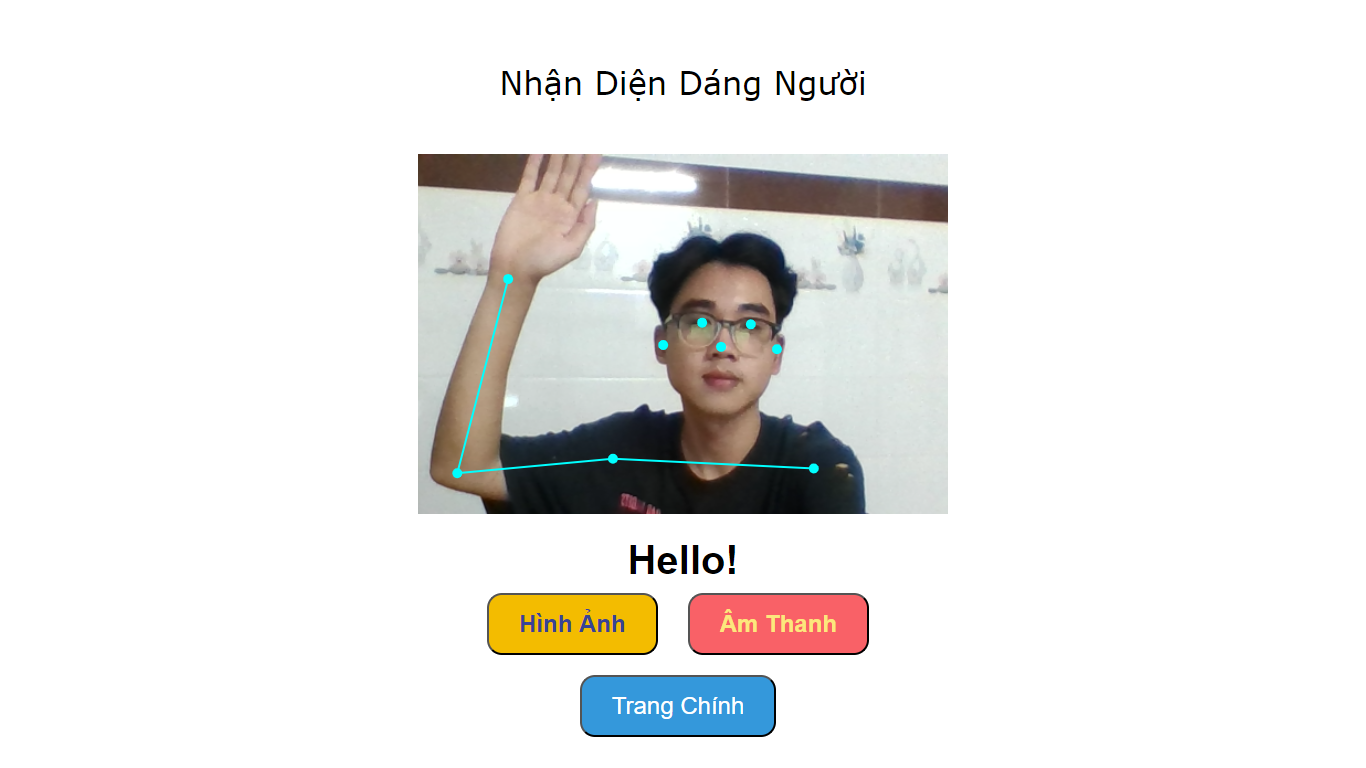 Nhận Diện Dáng Người
Hello!
Hình Ảnh
Âm Thanh
Trang Chính